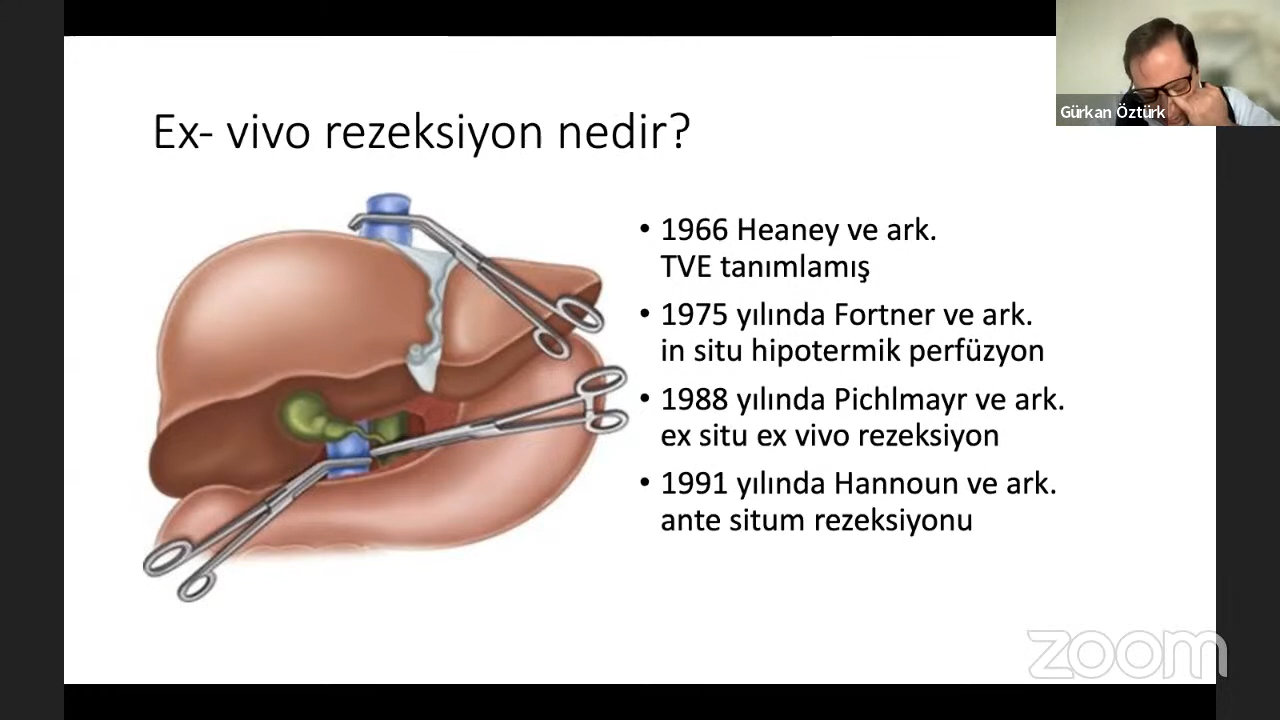 Gürkan Öztürk
Ex- vivo rezeksiyon nedir?
• 1966 Heaney ve ark.
TVE tanımlamış
• 1975 yılında Fortner ve ark.
in situ hipotermik perfüzyon
• 1988 yılında Pichlmayr ve ark.
ex situ ex vivo rezeksiyon
• 1991 yılında Hannoun ve ark.
ante situm rezeksiyonu
zoom